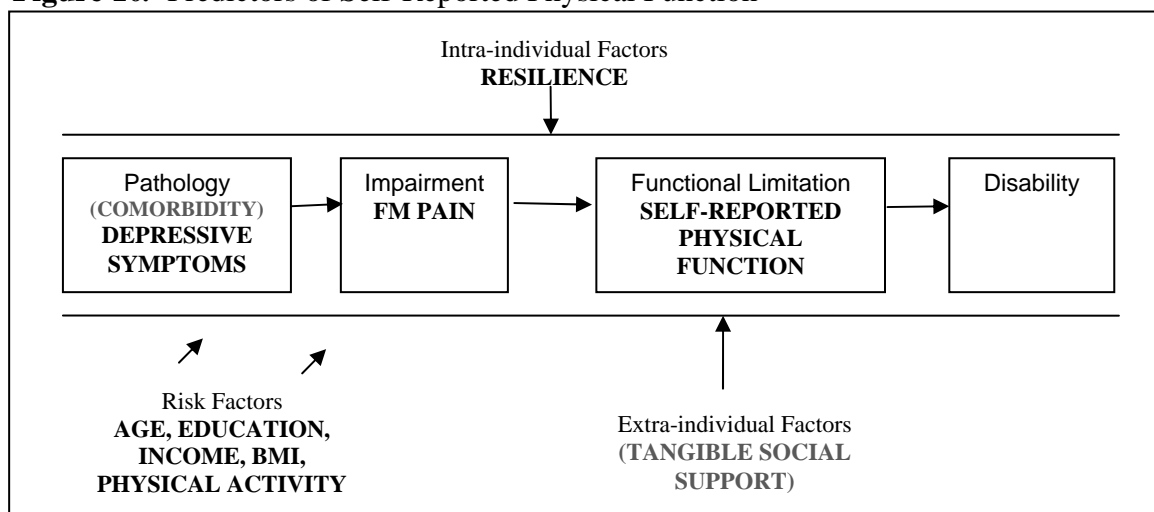 Figure Predictors of Self-Reported Physical Function
Intra-individual Factors
RESILIENCE
Pathology
(COMORBIDITY)
DEPRESSIVE
SYMPTOMS
Impairment
FM PAIN
Functional Limitation
SELF-REPORTED
PHYSICAL
FUNCTION
Disability
Risk Factors
AGE, EDUCATION,
INCOME, BMI,
PHYSICAL ACTIVITY
Extra-individual Factors
(TANGIBLE SOCIAL
SUPPORT)